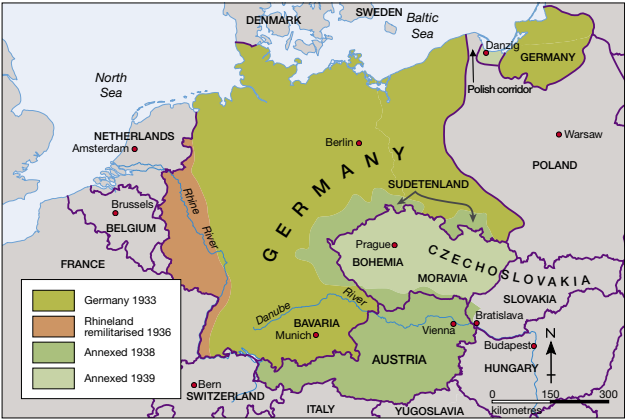 DENMARK
SWEDEN
Baltic
Sea
Danzig
GERMANY
North
Sea
Polish corridor
NETHERLANDS
Amsterdam
Berlin
Warsaw
POLAND
GERMANY
SUDETENLAND
Rhine
River
Brussels
BELGIUM
Prague
BOHEMIA
CZECHOSLOVAKIA
MORAVIA
FRANCE
SLOVAKIA
Germany 1933
Rhineland
remilitarised 1936
Annexed 1938
Annexed 1939
Danube
River
BAVARIA
Munich
Vienna
Bratislava
Budapest
N
AUSTRIA
HUNGARY
Bern
SWITZERLAND
ITALY
YUGOSLAVIA
0 150 300
kilometres